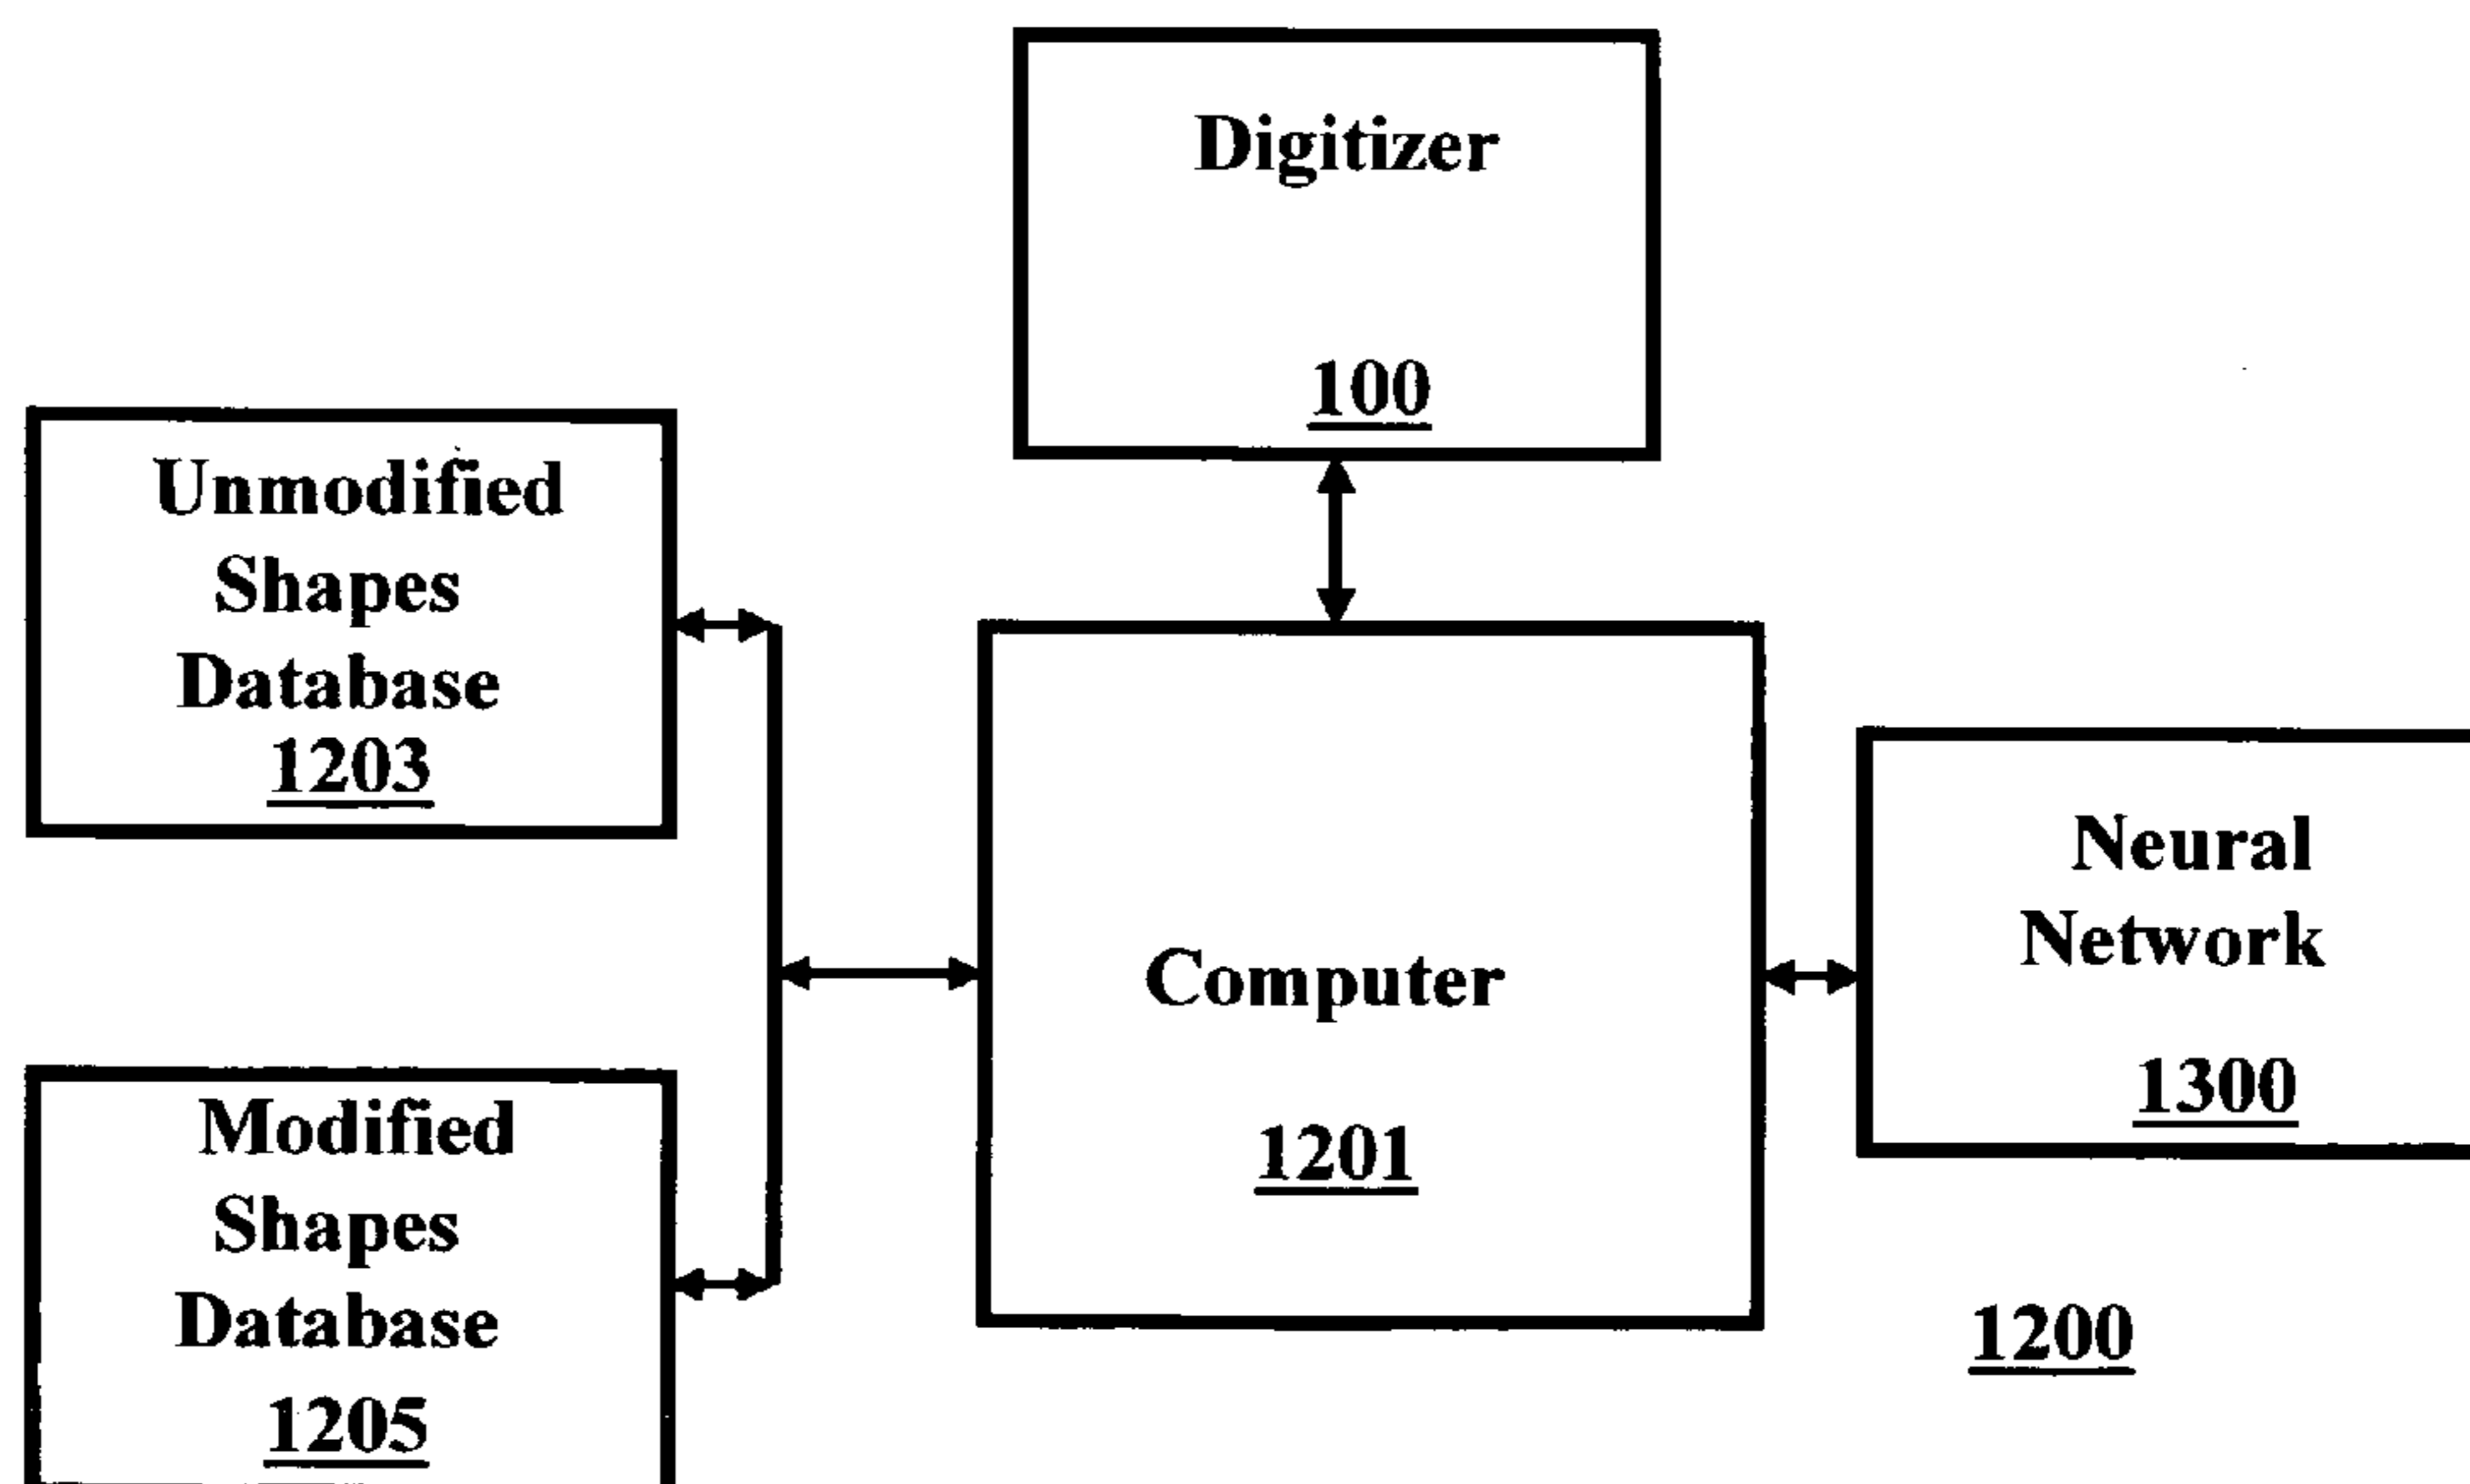 Digitizer
100
Unmodified
Shapes
Database
1203
Computer
1201
Neural
Network
1300
Modified
Shapes
Database
1205
1200